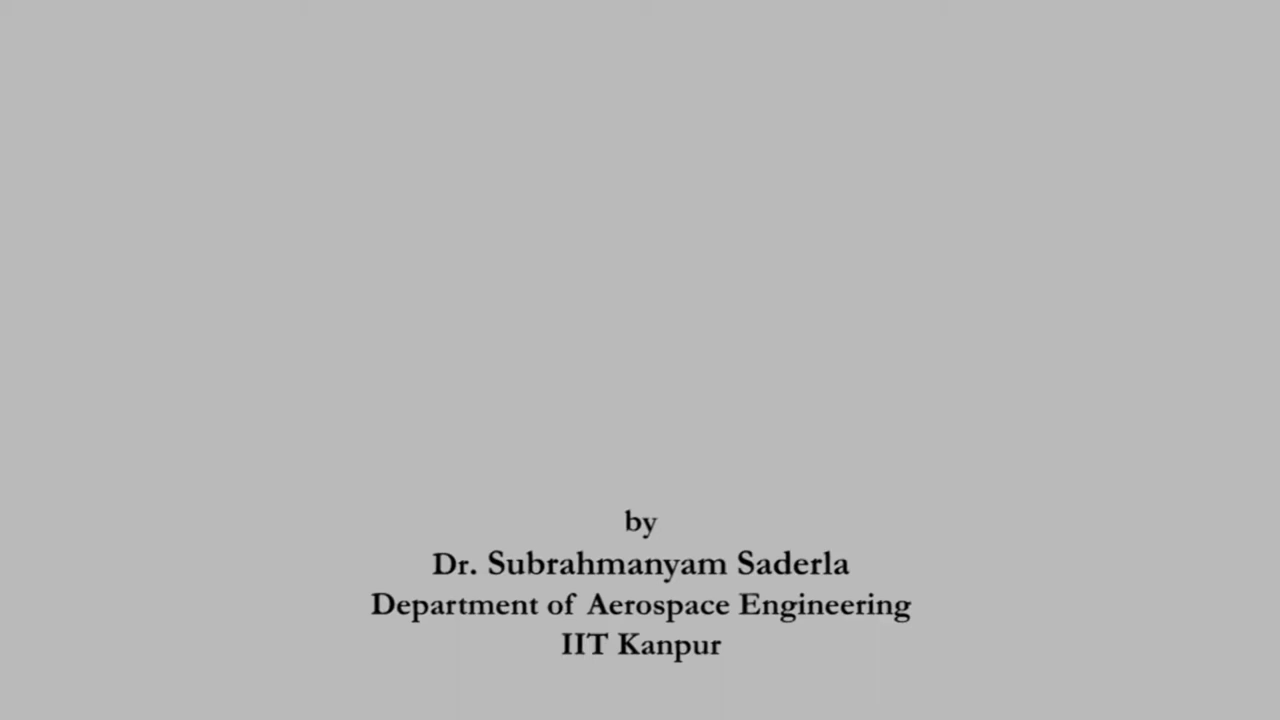 by
Dr. Subrahmanyam Saderla
Department of Aerospace Engineering
IIT Kanpur